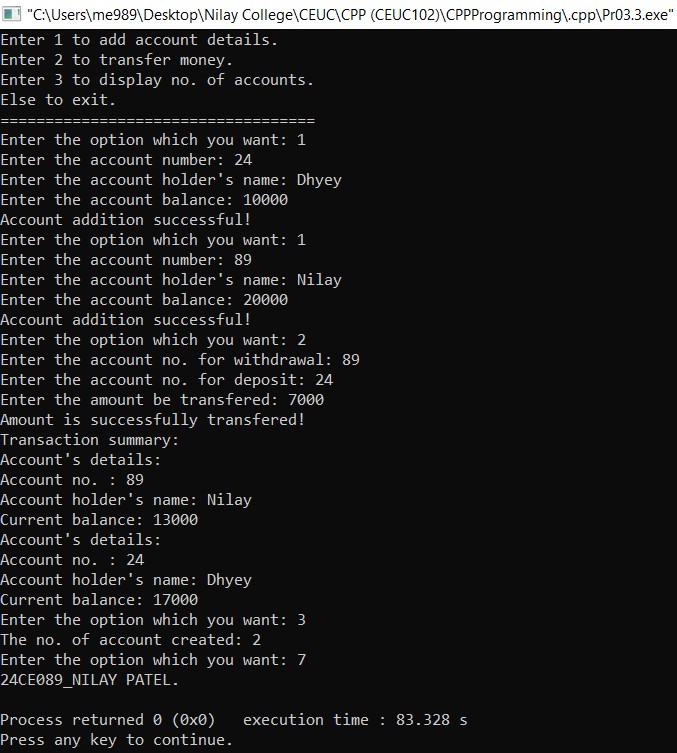 "C:\Users\me989\Desktop\Nilay College\CEUC\CPP (CEUC102)\CPPProgramming\.cpp\Pr03.3.exe"
Enter 1 to add account details.
Enter 2 to transfer money.
Enter 3 to display no. of accounts.
Else to exit.
===================================
Enter the option which you want: 1
Enter the account number: 24
Enter the account holder's name: Dhyey
Enter the account balance: 10000
Account addition successful!
Enter the option which you want: 1
Enter the account number: 89
Enter the account holder's name: Nilay
Enter the account balance: 20000
Account addition successful!
Enter the option which you want: 2
Enter the account no. for withdrawal: 89
Enter the account no. for deposit: 24
Enter the amount be transfered: 7000
Amount is successfully transfered!
Transaction summary:
Account's details:
Account no. : 89
Account holder's name: Nilay
Current balance: 13000
Account's details:
Account no. : 24
Account holder's name: Dhyey
Current balance: 17000
Enter the option which you want: 3
The no. of account created: 2
Enter the option which you want: 7
24CE089_NILAY PATEL.
Process returned 0 (0x0)   execution time : 83.328 s
Press any key to continue.